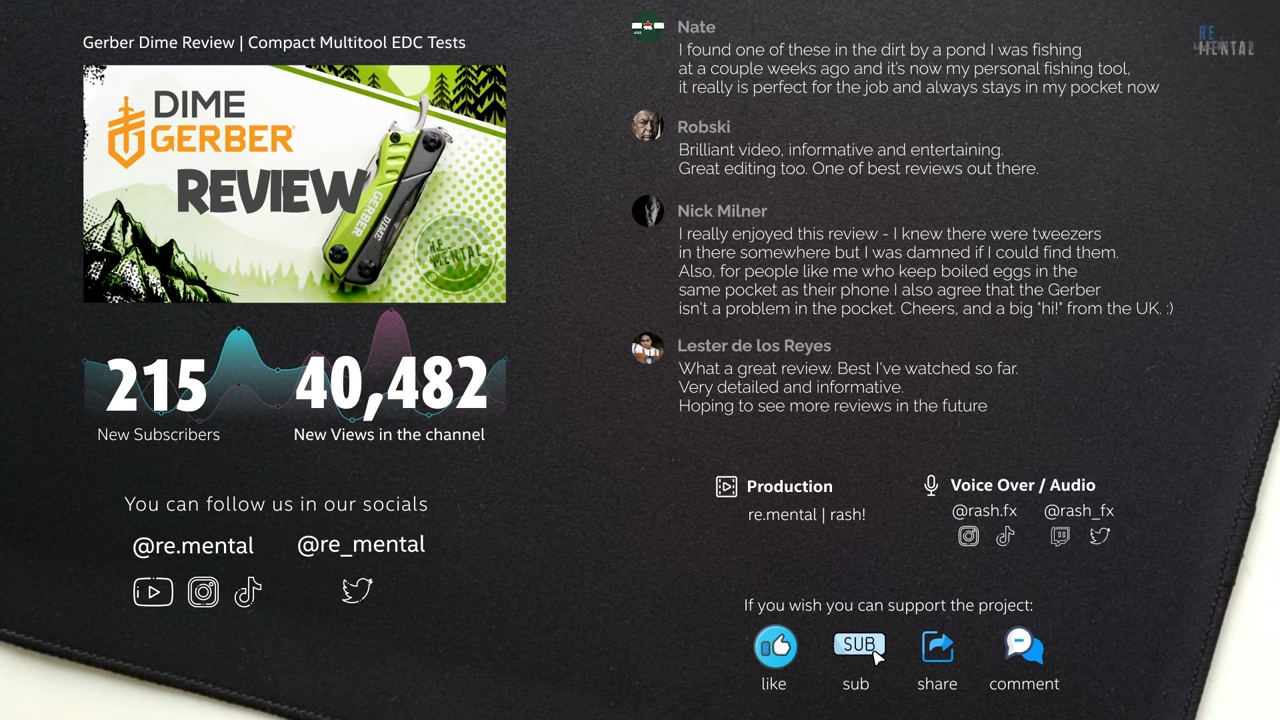 Gerber Dime Review | Compact Multitool EDC Tests
DIME
GERBER
REVIEW
GERBER
DIME
RE
MENTAL
215
New Subscribers
40,482
New Views in the channel
You can follow us in our socials
@re.mental
@re_mental
RE
MENTAL
Nate
I found one of these in the dirt by a pond I was fishing
at a couple weeks ago and it's now my personal fishing tool,
it really is perfect for the job and always stays in my pocket now
Robski
Brilliant video, informative and entertaining.
Great editing too. One of best reviews out there.
Nick Milner
I really enjoyed this review - I knew there were tweezers
in there somewhere but I was damned if I could find them.
Also, for people like me who keep boiled eggs in the
same pocket as their phone I also agree that the Gerber
isn't a problem in the pocket. Cheers, and a big "hi!" from the UK. :)
Lester de los Reyes
What a great review. Best I've watched so far.
Very detailed and informative.
Hoping to see more reviews in the future
Production
re.mental | rash!
Voice Over / Audio
@rash.fx
@rash_fx
If you wish you can support the project:
SUB
like
sub
share
comment